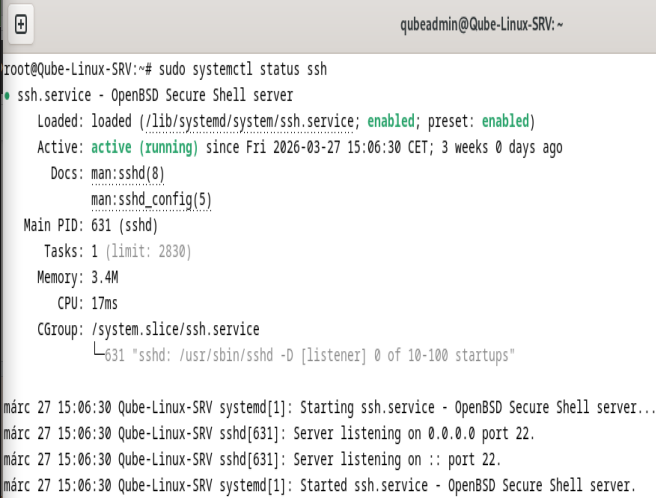 qubeadmin@Qube-Linux-SRV: ~
root@Qube-Linux-SRV:~# sudo systemctl status ssh
● ssh.service - OpenBSD Secure Shell server
Loaded: loaded (/lib/systemd/system/ssh.service; enabled; preset: enabled)
Active: active (running) since Fri 2026-03-27 15:06:30 CET; 3 weeks 0 days ago
Docs: man:sshd(8)
man:sshd_config(5)
Main PID: 631 (sshd)
Tasks: 1 (limit: 2830)
Memory: 3.4M
CPU: 17ms
CGroup: /system.slice/ssh.service
└─631 "sshd: /usr/sbin/sshd -D [listener] 0 of 10-100 startups"
márc 27 15:06:30 Qube-Linux-SRV systemd[1]: Starting ssh.service - OpenBSD Secure Shell server...
márc 27 15:06:30 Qube-Linux-SRV sshd[631]: Server listening on 0.0.0.0 port 22.
márc 27 15:06:30 Qube-Linux-SRV sshd[631]: Server listening on :: port 22.
márc 27 15:06:30 Qube-Linux-SRV systemd[1]: Started ssh.service - OpenBSD Secure Shell server.